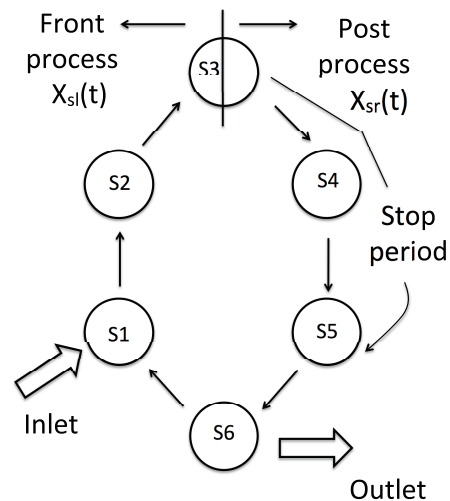 Front
process
Xsl(t)
Post
process
Xsr(t)
S3
S2
S4
Stop
period
S1
S5
Inlet
S6
Outlet